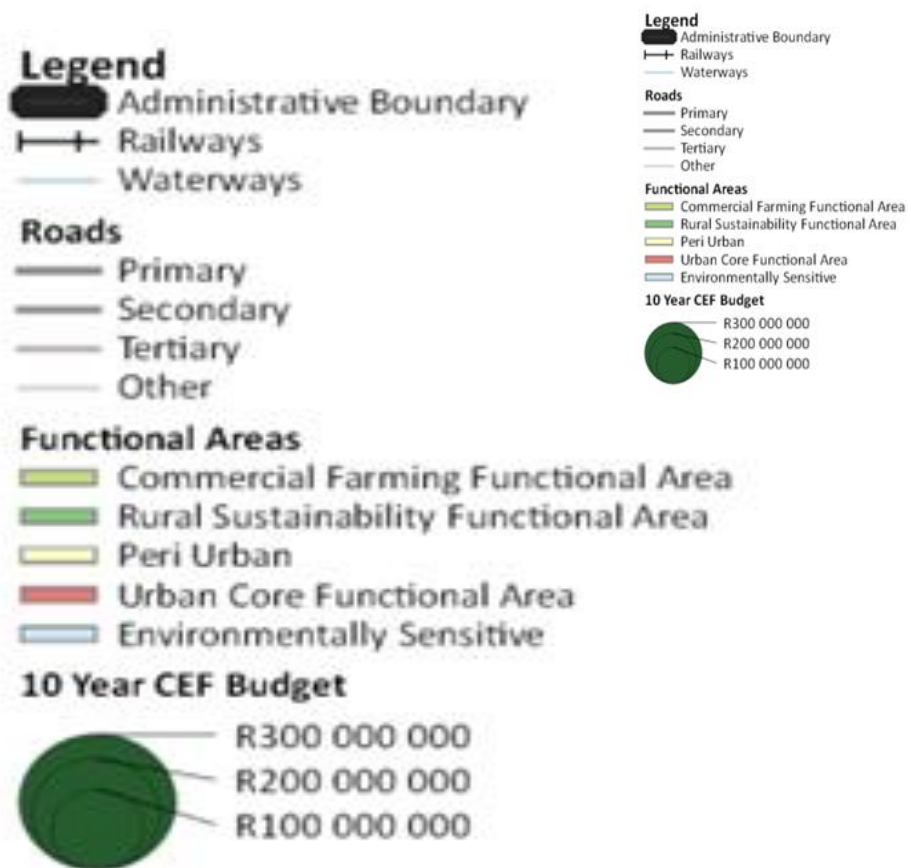 Legend
Administrative Boundary
Railways
Waterways
Roads
Primary
Secondary
Tertiary
Other
Functional Areas
Commercial Farming Functional Area
Rural Sustainability Functional Area
Peri Urban
Urban Core Functional Area
Environmentally Sensitive
10 Year CEF Budget
R300 000 000
R200 000 000
R100 000 000
Legend
Administrative Boundary
Railways
Waterways
Roads
Primary
Secondary
Tertiary
Other
Functional Areas
Commercial Farming Functional Area
Rural Sustainability Functional Area
Peri Urban
Urban Core Functional Area
Environmentally Sensitive
10 Year CEF Budget
R300 000 000
R200 000 000
R100 000 000